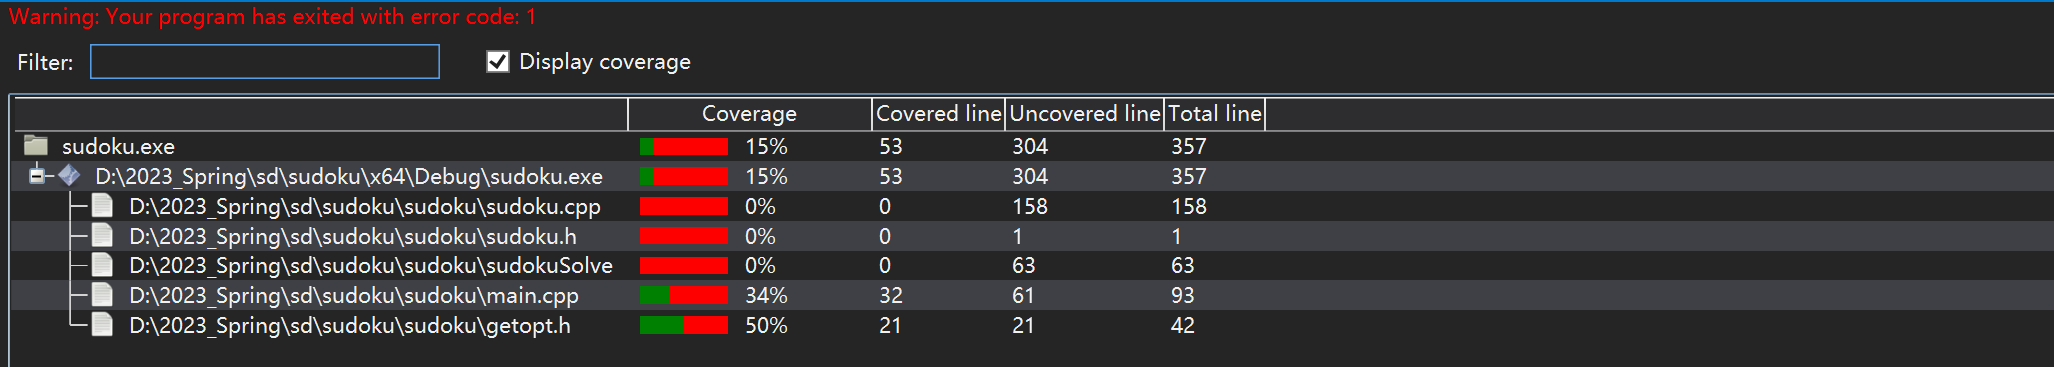 Warning: Your program has exited with error code: 1
Filter: Display coverage
Coverage Covered line Uncovered line Total line
sudoku.exe 15% 53 304 357
D:\2023_Spring\sd\sudoku\x64\Debug\sudoku.exe 15% 53 304 357
D:\2023_Spring\sd\sudoku\sudoku\sudoku.cpp 0% 0 158 158
D:\2023_Spring\sd\sudoku\sudoku\sudoku.h 0% 0 1 1
D:\2023_Spring\sd\sudoku\sudoku\sudokuSolve 0% 0 63 63
D:\2023_Spring\sd\sudoku\sudoku\main.cpp 34% 32 61 93
D:\2023_Spring\sd\sudoku\sudoku\getopt.h 50% 21 21 42